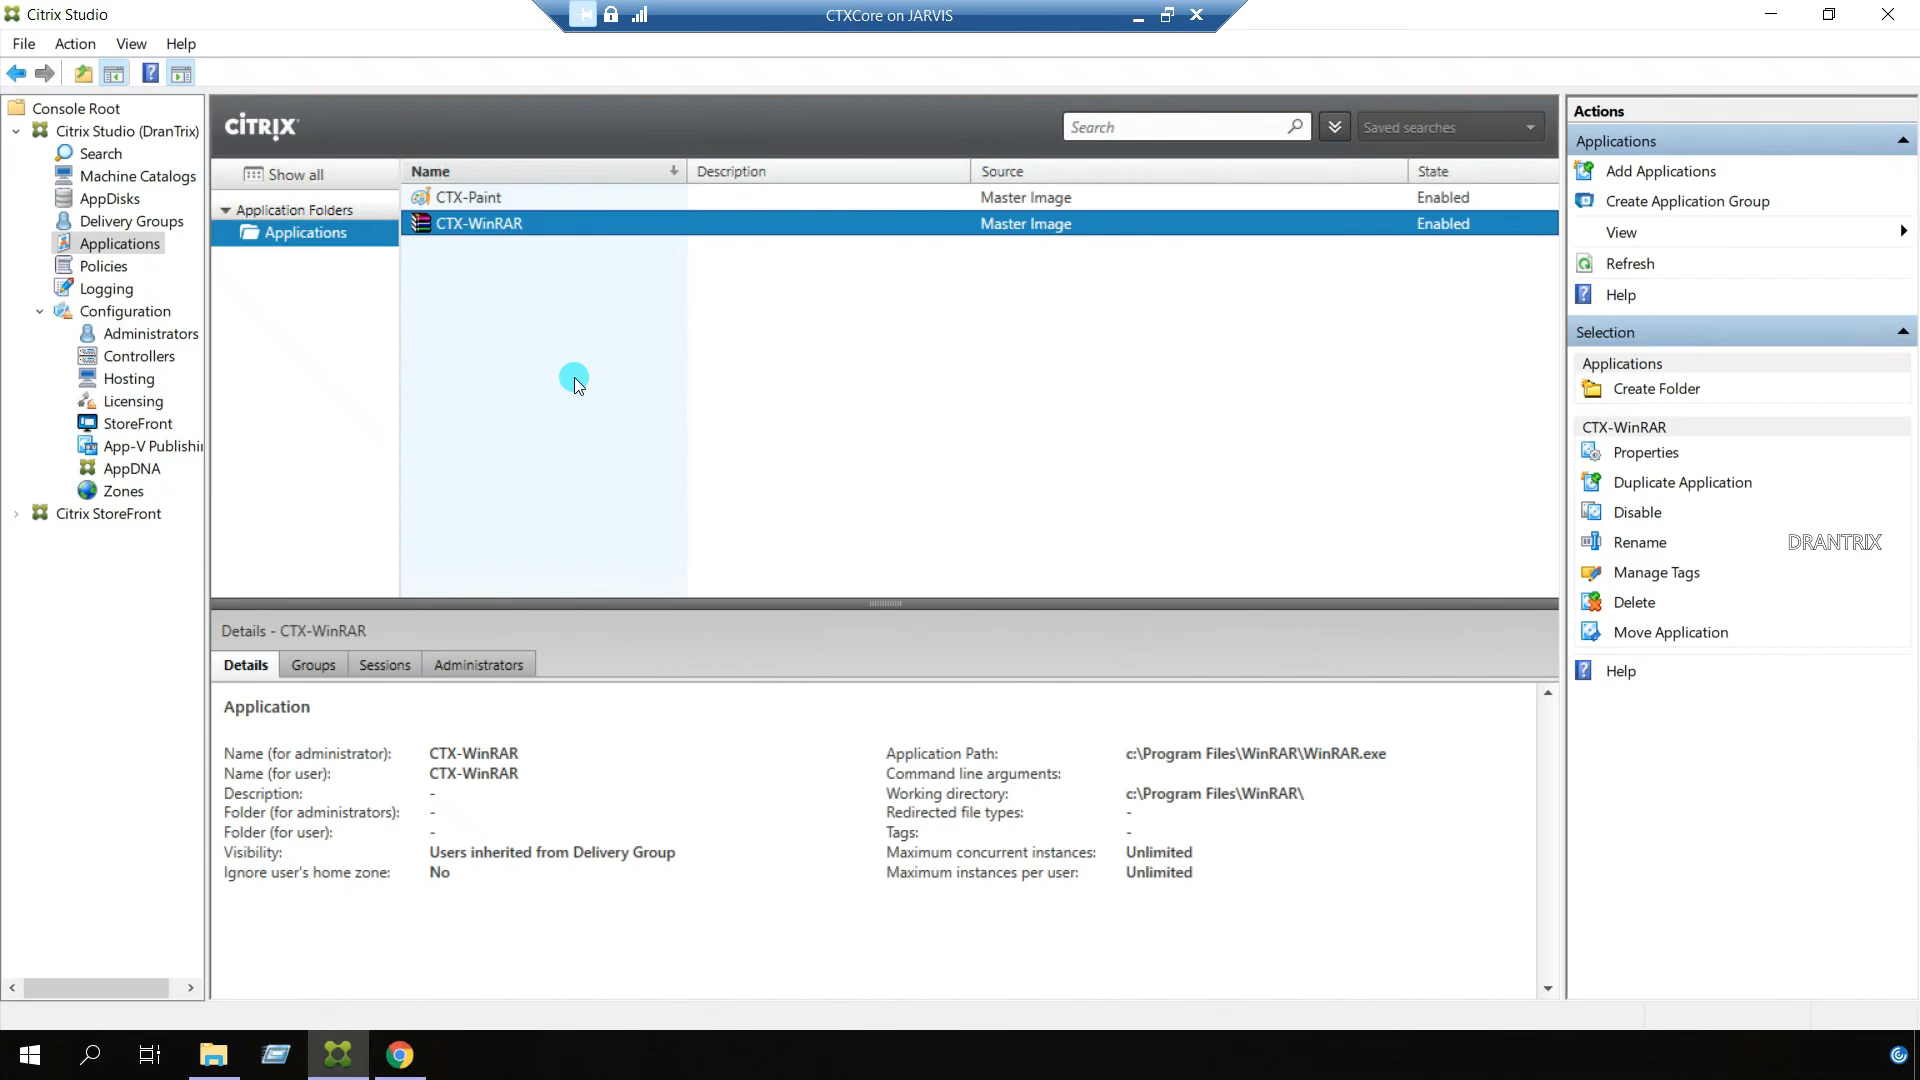 Citrix Studio
CTXCore on JARVIS
File Action View Help
Console Root
Citrix Studio (DranTrix)
Search
Machine Catalogs
AppDisks
Delivery Groups
Applications
Policies
Logging
Configuration
Administrators
Controllers
Hosting
Licensing
StoreFront
App-V Publishi
AppDNA
Zones
Citrix StoreFront
CITRIX
Search
Saved searches
Show all
Application Folders
Applications
Name Description Source State
CTX-Paint Master Image Enabled
CTX-WinRAR Master Image Enabled
Details - CTX-WinRAR
Details Groups Sessions Administrators
Application
Name (for administrator): CTX-WinRAR
Name (for user): CTX-WinRAR
Description: -
Folder (for administrators): -
Folder (for user): -
Visibility: Users inherited from Delivery Group
Ignore user's home zone: No
Application Path: c:\Program Files\WinRAR\WinRAR.exe
Command line arguments:
Working directory: c:\Program Files\WinRAR\
Redirected file types: -
Tags: -
Maximum concurrent instances: Unlimited
Maximum instances per user: Unlimited
Actions
Applications
Add Applications
Create Application Group
View
Refresh
Help
Selection
Applications
Create Folder
CTX-WinRAR
Properties
Duplicate Application
Disable
Rename
DRANTRIX
Manage Tags
Delete
Move Application
Help